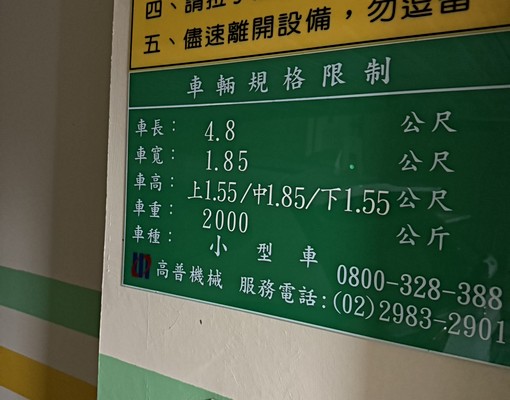 四、請拉手
五、儘速離開設備，勿逗留
車輛規格限制
車長： 4.8 公尺
車寬： 1.85 公尺
車高： 上1.55/中1.85/下1.55 公尺
車重： 2000 公斤
車種： 小型車
高普機械 服務電話： 0800-328-388
(02)2983-2901